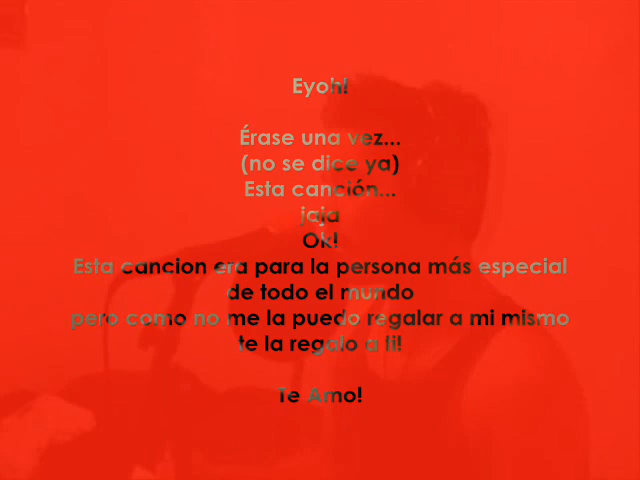 Eyoh!
Érase una vez...
(no se dice ya)
Esta canción...
jaja
Ok!
Esta cancion era para la persona más especial
de todo el mundo
pero como no me la puedo regalar a mi mismo
te la regalo a ti!
Te Amo!